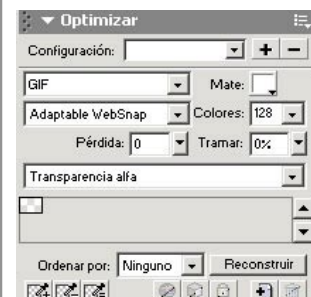 Optimizar
Configuración:
GIF Mate:
Adaptable WebSnap Colores: 128
Pérdida: 0 Tramar: 0%
Transparencia alfa
Ordenar por: Ninguno Reconstruir